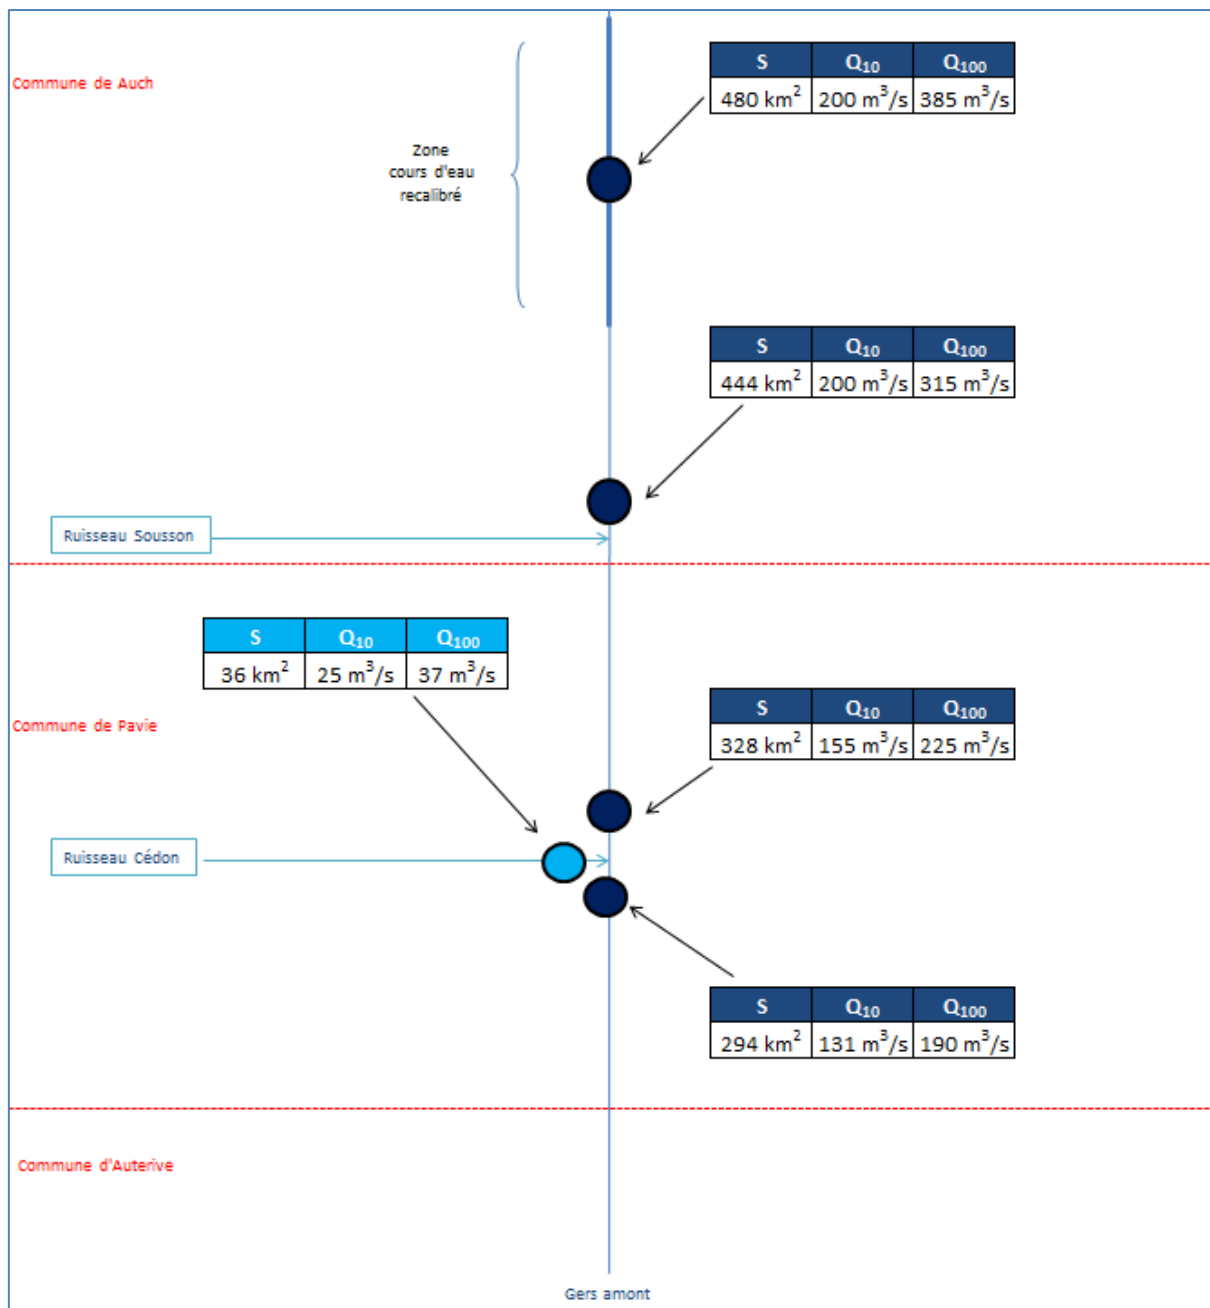 Commune de Auch
Zone
cours d'eau
recalibré
S Q10 Q100
480 km² 200 m³/s 385 m³/s
S Q10 Q100
444 km² 200 m³/s 315 m³/s
Ruisseau Sousson
S Q10 Q100
36 km² 25 m³/s 37 m³/s
Commune de Pavie
S Q10 Q100
328 km² 155 m³/s 225 m³/s
Ruisseau Cédon
S Q10 Q100
294 km² 131 m³/s 190 m³/s
Commune d'Auterive
Gers amont